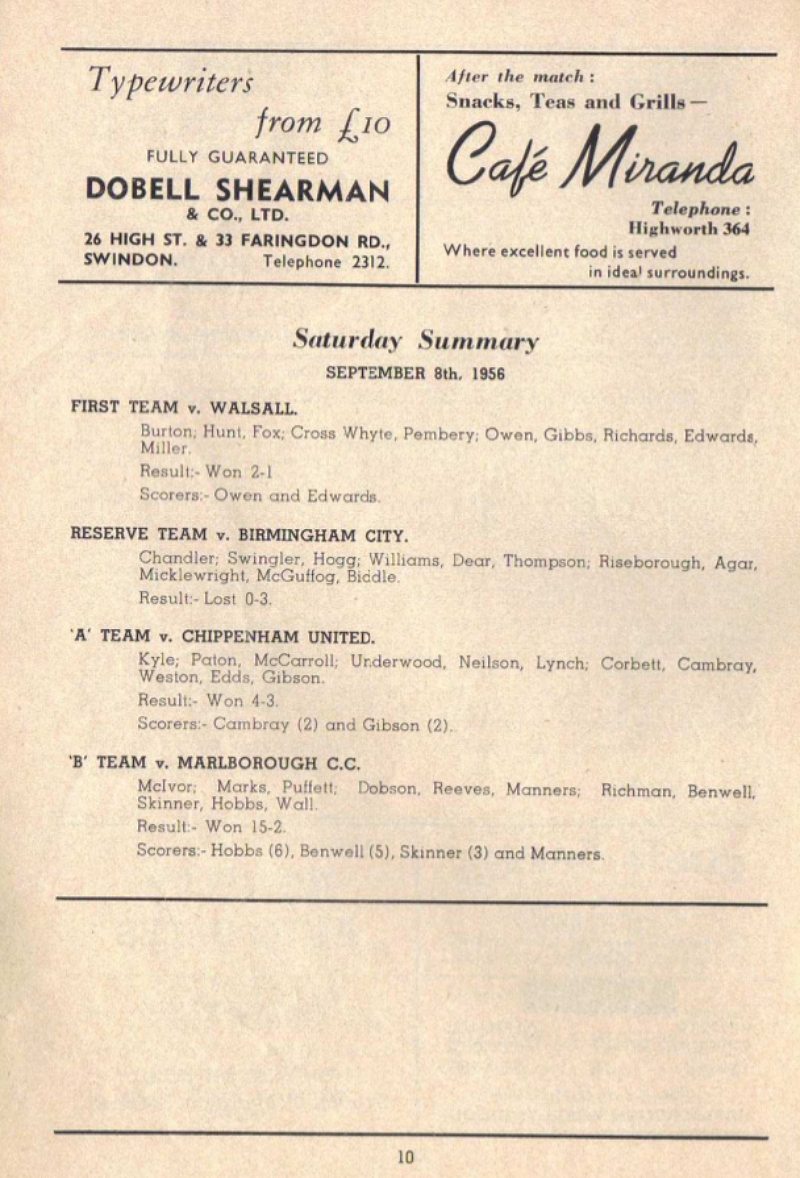 Typewriters
from £10
FULLY GUARANTEED
DOBELL SHEARMAN
& CO., LTD.
26 HIGH ST. & 33 FARINGDON RD.,
SWINDON. Telephone 2312.
After the match :
Snacks, Teas and Grills —
Café Miranda
Telephone :
Highworth 364
Where excellent food is served
in ideal surroundings.
Saturday Summary
SEPTEMBER 8th, 1956
FIRST TEAM v. WALSALL.
Burton; Hunt, Fox; Cross Whyte, Pembery; Owen, Gibbs, Richards, Edwards,
Miller.
Result:- Won 2-1
Scorers:- Owen and Edwards.
RESERVE TEAM v. BIRMINGHAM CITY.
Chandler; Swingler, Hogg; Williams, Dear, Thompson; Riseborough, Agar,
Micklewright, McGuffog, Biddle.
Result:- Lost 0-3.
'A' TEAM v. CHIPPENHAM UNITED.
Kyle; Paton, McCarroll; Underwood, Neilson, Lynch; Corbett, Cambray,
Weston, Edds, Gibson.
Result:- Won 4-3.
Scorers:- Cambray (2) and Gibson (2).
'B' TEAM v. MARLBOROUGH C.C.
McIvor; Marks, Puffett; Dobson, Reeves, Manners; Richman, Benwell,
Skinner, Hobbs, Wall.
Result:- Won 15-2.
Scorers:- Hobbs (6), Benwell (5), Skinner (3) and Manners.
10